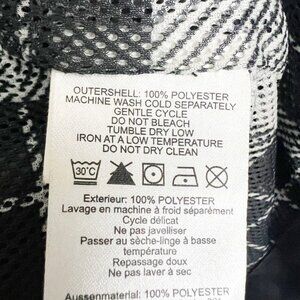 OUTERSHELL: 100% POLYESTER
MACHINE WASH COLD SEPARATELY
GENTLE CYCLE
DO NOT BLEACH
TUMBLE DRY LOW
IRON AT A LOW TEMPERATURE
DO NOT DRY CLEAN
30°C
Exterieur: 100% POLYESTER
Lavage en machine à froid séparément
Cycle délicat
Ne pas javelliser
Passer au sèche-linge à basse
température
Repassage doux
Ne pas laver à sec
Aussenmaterial: 100% POLYESTER